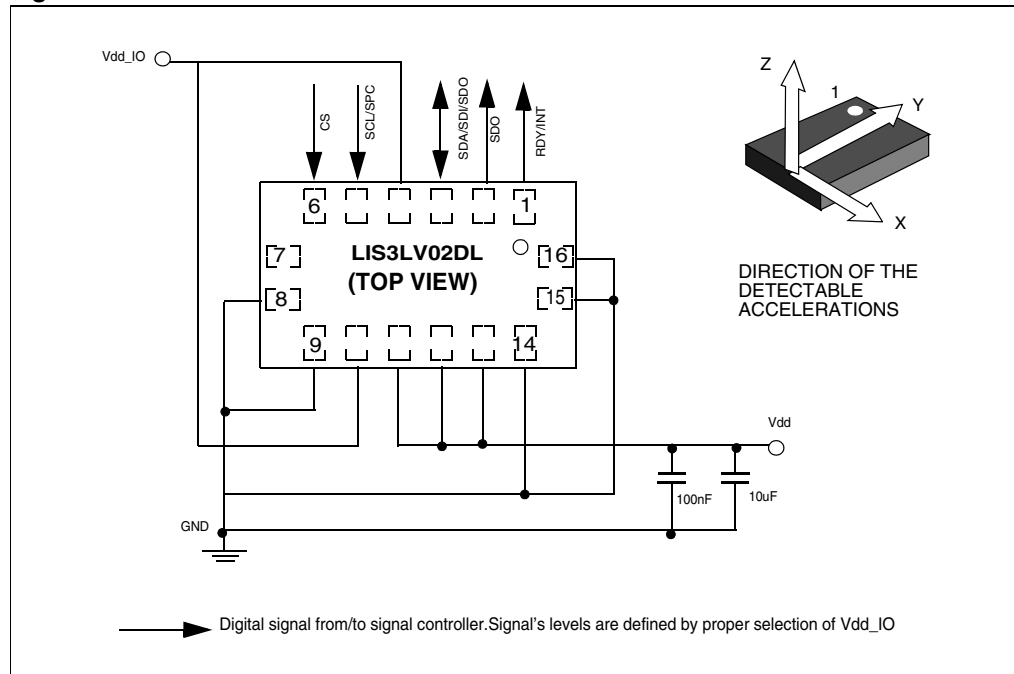 Vdd_IO
CS
SCL/SPC
SDA/SDI/SDO
SDO
RDY/INT
Z
1
Y
X
6
1
7
LIS3LV02DL
16
8
(TOP VIEW)
15
9
14
DIRECTION OF THE
DETECTABLE
ACCELERATIONS
Vdd
100nF
10uF
GND
Digital signal from/to signal controller.Signal's levels are defined by proper selection of Vdd_IO